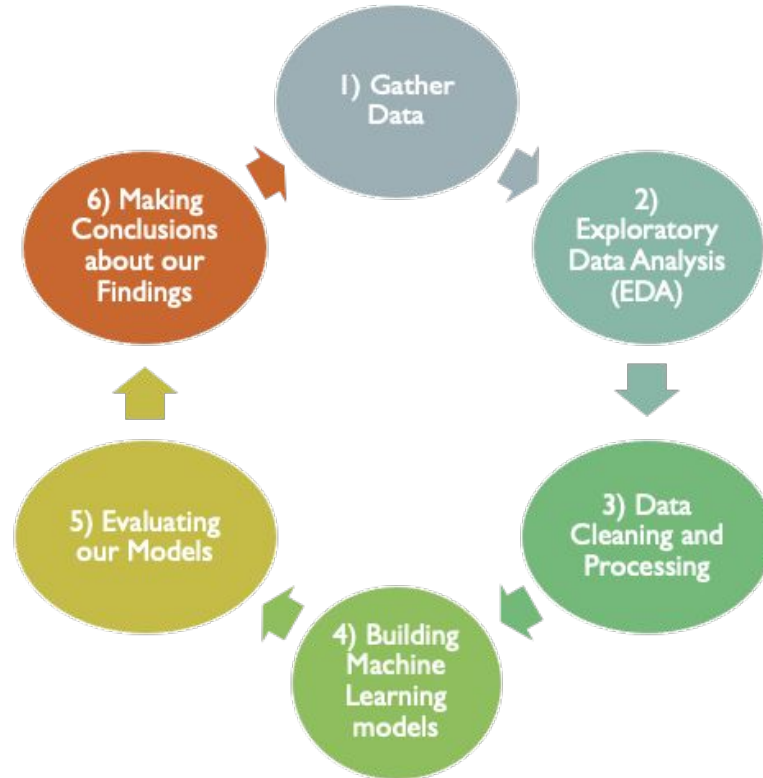 1) Gather
Data
2)
Exploratory
Data Analysis
(EDA)
3) Data
Cleaning and
Processing
4) Building
Machine
Learning
models
5) Evaluating
our Models
6) Making
Conclusions
about our
Findings